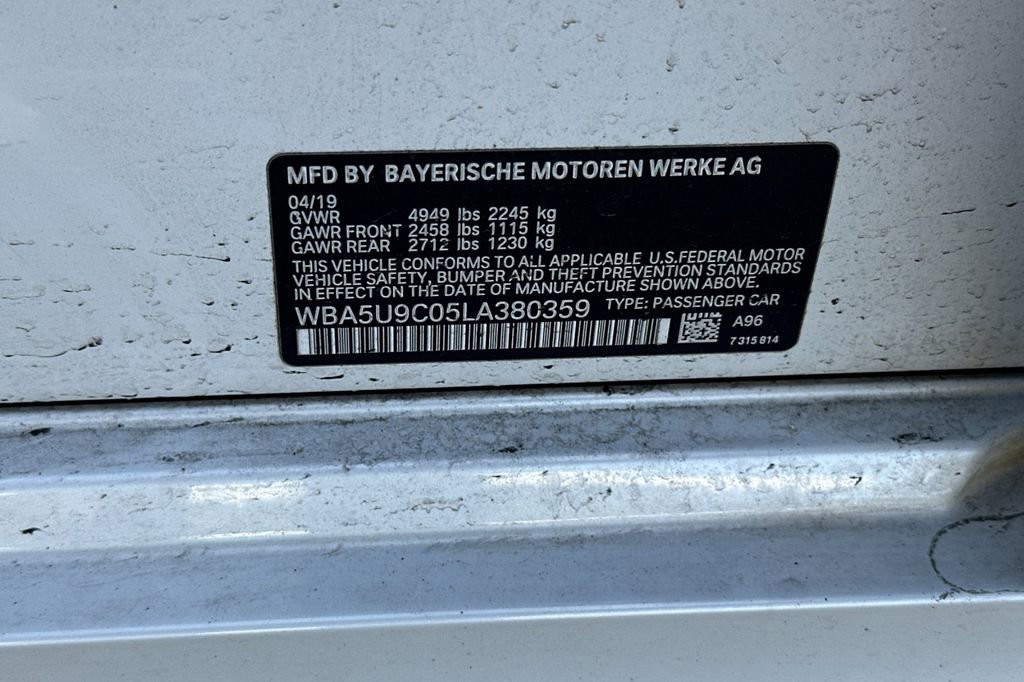 MFD BY BAYERISCHE MOTOREN WERKE AG
04/19
GVWR 4949 lbs 2245 kg
GAWR FRONT 2458 lbs 1115 kg
GAWR REAR 2712 lbs 1230 kg
THIS VEHICLE CONFORMS TO ALL APPLICABLE U.S.FEDERAL MOTOR
VEHICLE SAFETY, BUMPER AND THEFT PREVENTION STANDARDS
IN EFFECT ON THE DATE OF MANUFACTURE SHOWN ABOVE.
WBA5U9C05LA380359 TYPE: PASSENGER CAR
A96
7 315 814